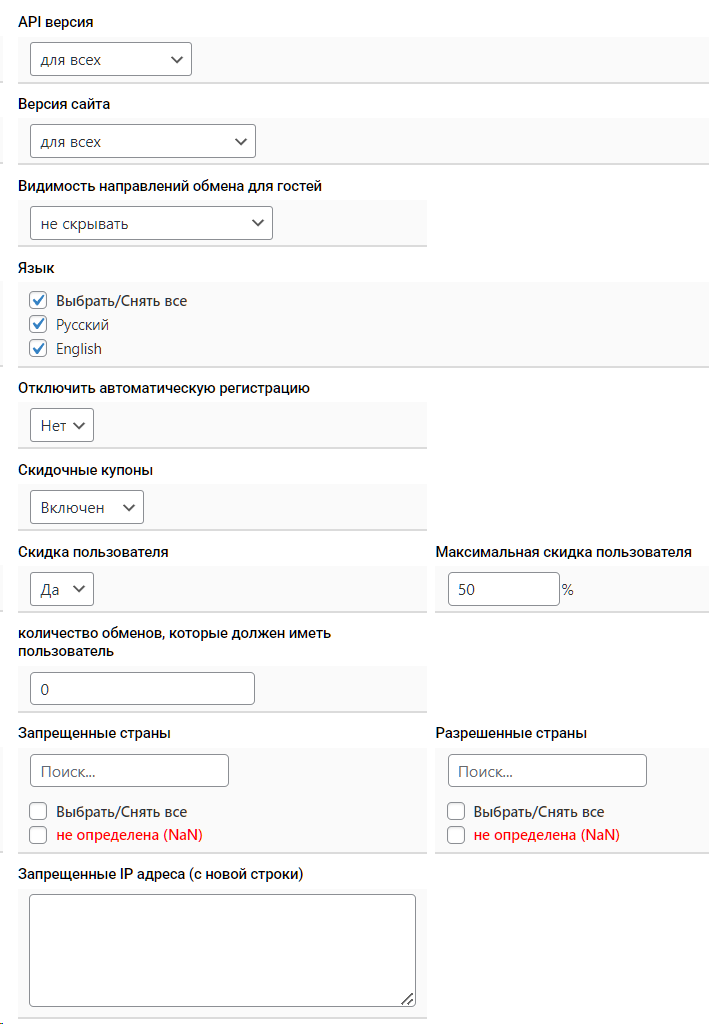 API версия
для всех
Версия сайта
для всех
Видимость направлений обмена для гостей
не скрывать
Язык
Выбрать/Снять все
Русский
English
Отключить автоматическую регистрацию
Нет
Скидочные купоны
Включен
Скидка пользователя
Максимальная скидка пользователя
Да
50 %
количество обменов, которые должен иметь
пользователь
0
Запрещенные страны
Разрешенные страны
Поиск...
Поиск...
Выбрать/Снять все
Выбрать/Снять все
не определена (NaN)
не определена (NaN)
Запрещенные IP адреса (с новой строки)